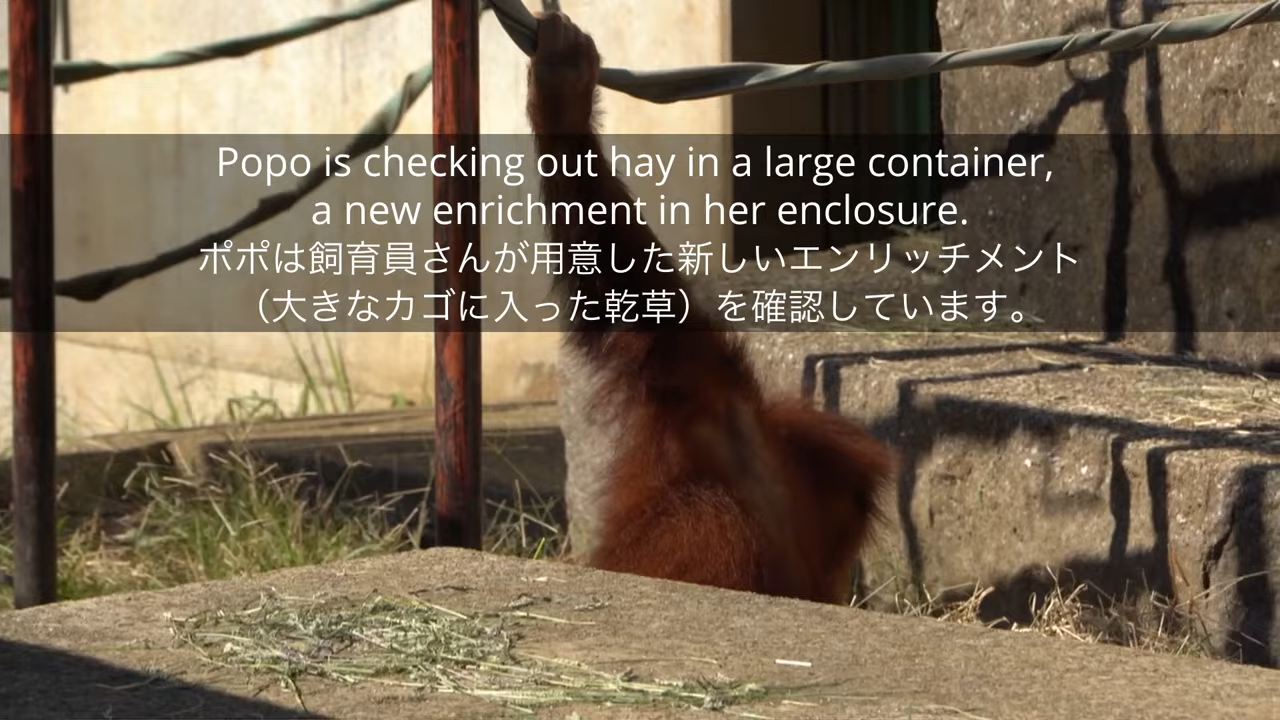 Popo is checking out hay in a large container,
a new enrichment in her enclosure.
ポポは飼育員さんが用意した新しいエンリッチメント
（大きなカゴに入った乾草）を確認しています。